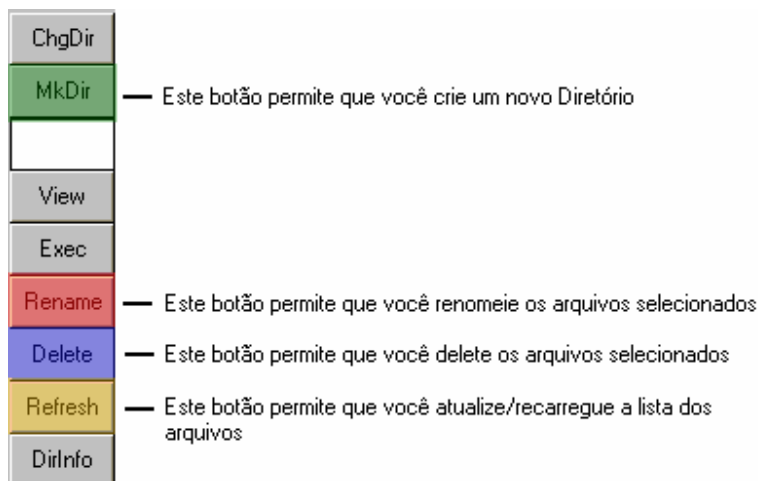 ChgDir
MkDir
Este botão permite que você crie um novo Diretório
View
Exec
Rename
Este botão permite que você renomeie os arquivos selecionados
Delete
Este botão permite que você delete os arquivos selecionados
Refresh
Este botão permite que você atualize/recarregue a lista dos
arquivos
DirInfo